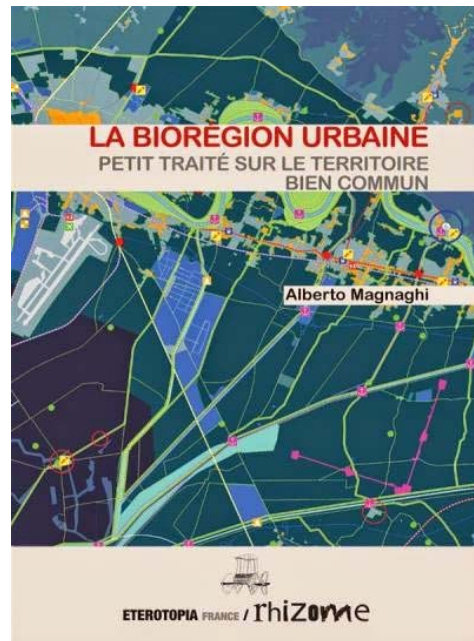 LA BIORÉGION URBAINE
PETIT TRAITÉ SUR LE TERRITOIRE
BIEN COMMUN
Alberto Magnaghi
ETEROTOPIA FRANCE / rhizome